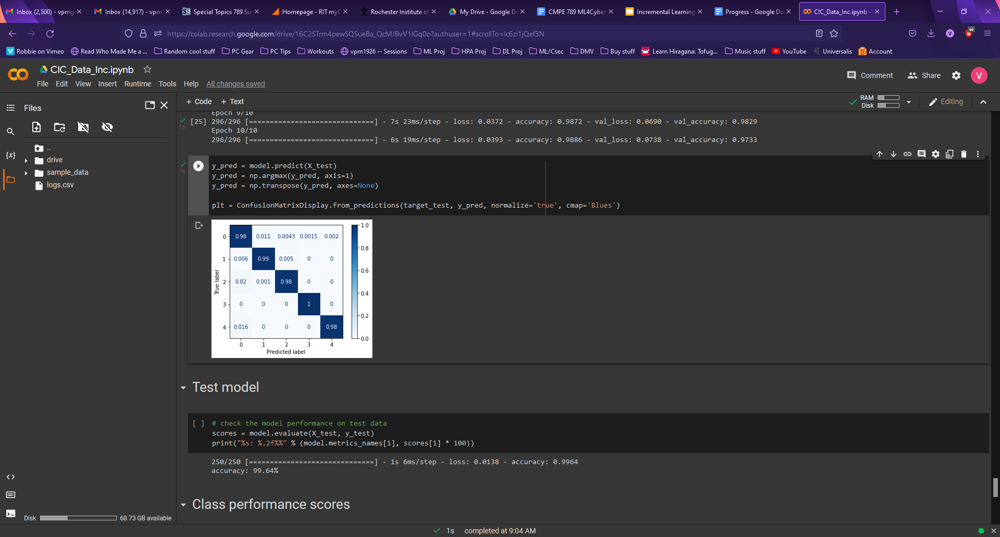 Inbox (2,500) - vpmg
Inbox (14,917) - vpm1
Special Topics 789 Sur
Homepage - RIT myC
Rochester Institute of
My Drive - Google Dr
CMPE 789 ML4Cyber
Incremental Learning
Progress - Google Do
CIC_Data_Inc.ipynb -
https://colab.research.google.com/drive/16C2STrm4pewSQSueBa_QcMJBvV1IGq0o?authuser=1#scrollTo=lc6zi1jQef3N
Robbie on Vimeo
Read Who Made Me a ...
Random cool stuff
PC Gear
PC Tips
Workouts
vpm1926 -- Sessions
ML Proj
HPA Proj
DL Proj
ML/Csec
DMV
Buy stuff
Learn Hiragana: Tofug...
Music stuff
YouTube
Universalis
Account
CIC_Data_Inc.ipynb
File Edit View Insert Runtime Tools Help All changes saved
Comment
Share
V
Files
+ Code + Text
RAM
Disk
Editing
..
drive
sample_data
logs.csv
Epoch 9/10
[25] 296/296 [==============================] - 7s 23ms/step - loss: 0.0372 - accuracy: 0.9872 - val_loss: 0.0690 - val_accuracy: 0.9829
1m
Epoch 10/10
296/296 [==============================] - 6s 19ms/step - loss: 0.0393 - accuracy: 0.9886 - val_loss: 0.0738 - val_accuracy: 0.9733
1s
y_pred = model.predict(X_test)
y_pred = np.argmax(y_pred, axis=1)
y_pred = np.transpose(y_pred, axes=None)
plt = ConfusionMatrixDisplay.from_predictions(target_test, y_pred, normalize='true', cmap='Blues')
True label
0 0.98 0.011 0.0043 0.0015 0.002
1 0.006 0.99 0.005 0 0
2 0.02 0.001 0.98 0 0
3 0 0 0 1 0
4 0.016 0 0 0 0.98
0 1 2 3 4
Predicted label
1.0
0.8
0.6
0.4
0.2
0.0
Test model
[ ] # check the model performance on test data
scores = model.evaluate(X_test, y_test)
print("%s: %.2f%%" % (model.metrics_names[1], scores[1] * 100))
250/250 [==============================] - 1s 6ms/step - loss: 0.0138 - accuracy: 0.9964
accuracy: 99.64%
Class performance scores
Disk 68.73 GB available
1s completed at 9:04 AM